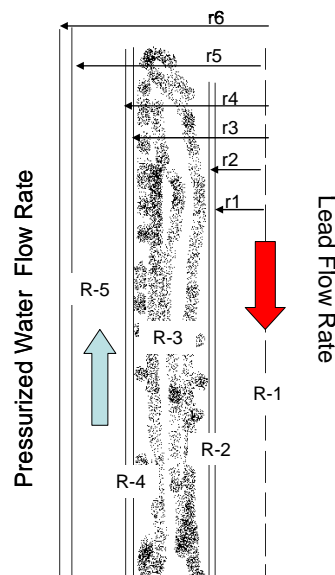 r6
r5
r4
r3
r2
r1
Pressurized Water Flow Rate
Lead Flow Rate
R-5
R-3
R-1
R-2
R-4